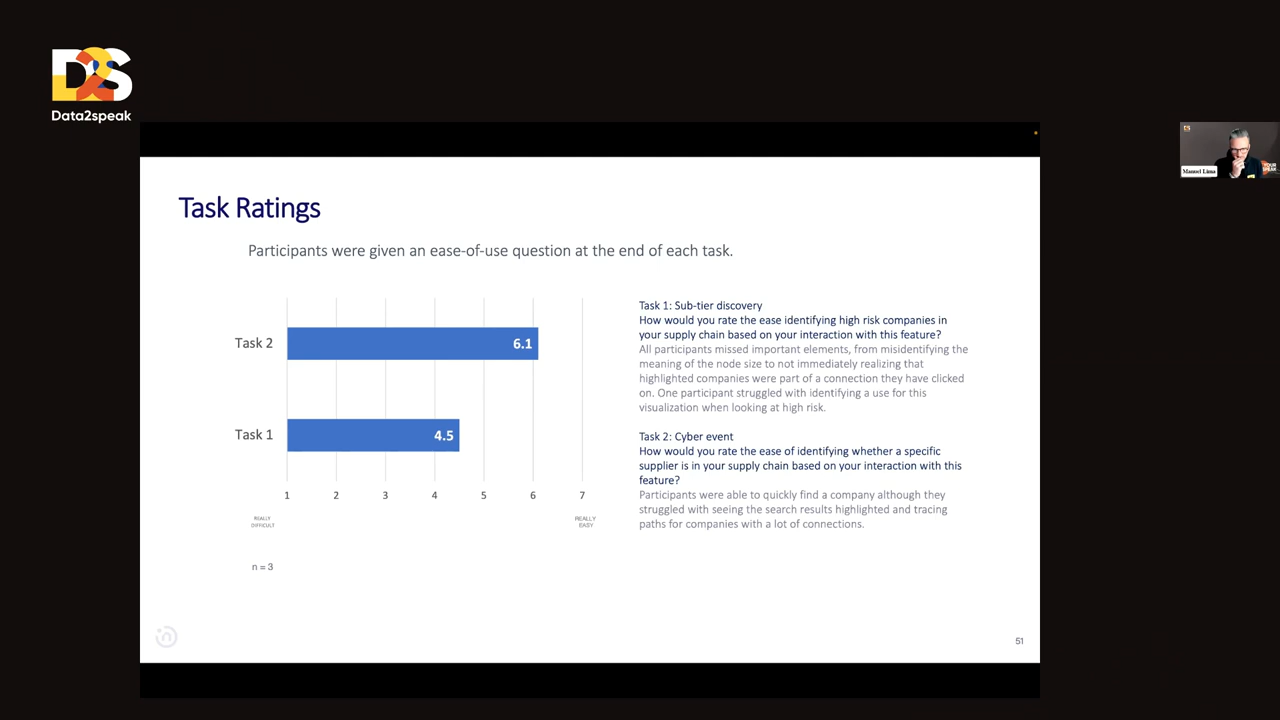 D2S
Data2speak
Manuel Lima
Task Ratings
Participants were given an ease-of-use question at the end of each task.
Task 2
6.1
Task 1
4.5
1 2 3 4 5 6 7
REALLY
DIFFICULT
REALLY
EASY
n = 3
Task 1: Sub-tier discovery
How would you rate the ease identifying high risk companies in
your supply chain based on your interaction with this feature?
All participants missed important elements, from misidentifying the
meaning of the node size to not immediately realizing that
highlighted companies were part of a connection they have clicked
on. One participant struggled with identifying a use for this
visualization when looking at high risk.
Task 2: Cyber event
How would you rate the ease of identifying whether a specific
supplier is in your supply chain based on your interaction with this
feature?
Participants were able to quickly find a company although they
struggled with seeing the search results highlighted and tracing
paths for companies with a lot of connections.
51